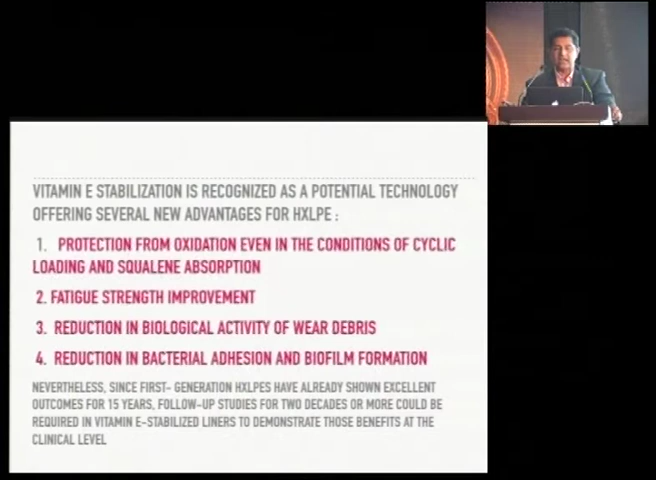 VITAMIN E STABILIZATION IS RECOGNIZED AS A POTENTIAL TECHNOLOGY
OFFERING SEVERAL NEW ADVANTAGES FOR HXLPE :
1. PROTECTION FROM OXIDATION EVEN IN THE CONDITIONS OF CYCLIC
LOADING AND SQUALENE ABSORPTION
2. FATIGUE STRENGTH IMPROVEMENT
3. REDUCTION IN BIOLOGICAL ACTIVITY OF WEAR DEBRIS
4. REDUCTION IN BACTERIAL ADHESION AND BIOFILM FORMATION
NEVERTHELESS, SINCE FIRST- GENERATION HXLPES HAVE ALREADY SHOWN EXCELLENT
OUTCOMES FOR 15 YEARS, FOLLOW-UP STUDIES FOR TWO DECADES OR MORE COULD BE
REQUIRED IN VITAMIN E-STABILIZED LINERS TO DEMONSTRATE THOSE BENEFITS AT THE
CLINICAL LEVEL